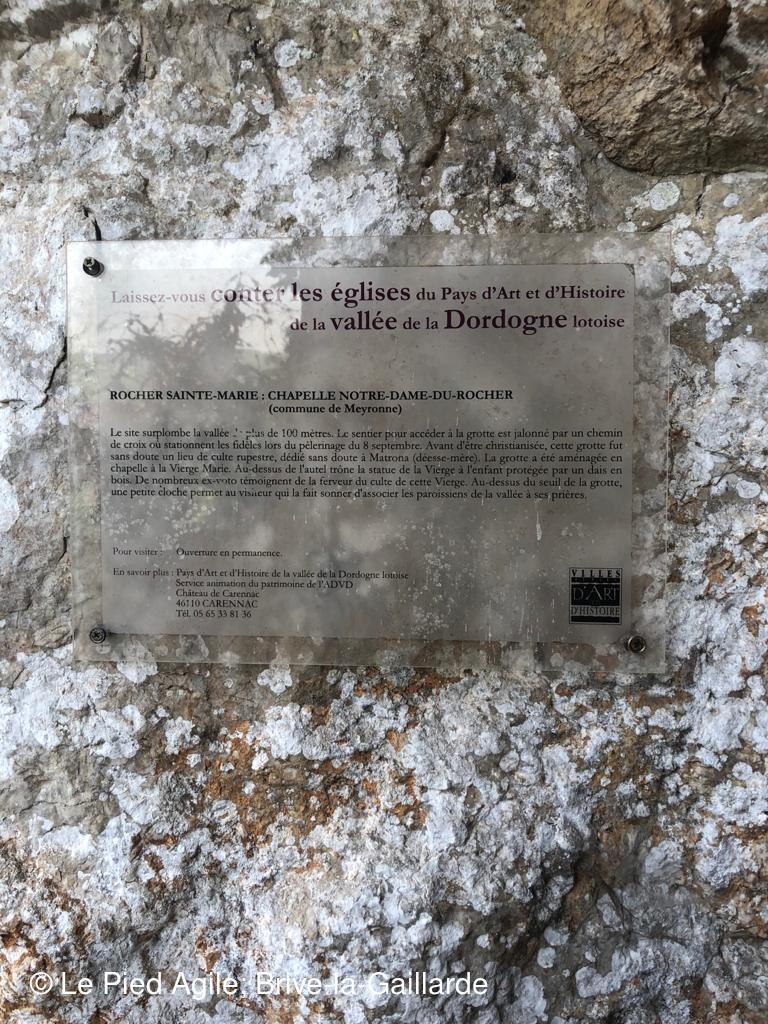 Laissez-vous conter les églises du Pays d'Art et d'Histoire
de la vallée de la Dordogne lotoise
ROCHER SAINTE-MARIE : CHAPELLE NOTRE-DAME-DU-ROCHER
(commune de Meyronne)
Le site surplombe la vallée de plus de 100 mètres. Le sentier pour accéder à la grotte est jalonné par un chemin
de croix où stationnent les fidèles lors du pèlerinage du 8 septembre. Avant d'être christianisée, cette grotte fut
sans doute un lieu de culte rupestre, dédié sans doute à Matrona (déesse-mère). La grotte a été aménagée en
chapelle à la Vierge Marie. Au-dessus de l'autel trône la statue de la Vierge à l'enfant protégée par un dais en
bois. De nombreux ex-voto témoignent de la ferveur du culte de cette Vierge. Au-dessus du seuil de la grotte,
une petite cloche permet au visiteur qui la fait sonner d'associer les paroissiens de la vallée à ses prières.
Pour visiter : Ouverture en permanence.
En savoir plus : Pays d'Art et d'Histoire de la vallée de la Dordogne lotoise
Service animation du patrimoine de l'ADVD
Château de Carennac
46110 CARENNAC
Tél. 05 65 33 81 36
VILLES
D'ART
D'HISTOIRE
© Le Pied Agile, Brive-la-Gaillarde